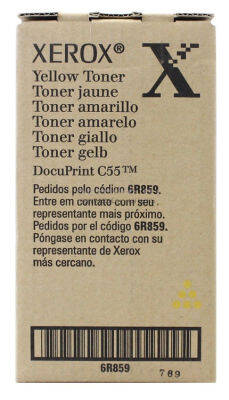 XEROX® X
Yellow Toner
Toner jaune
Toner amarillo
Toner amarelo
Toner giallo
Toner gelb
DocuPrint C55™
Pedidos pelo código 6R859.
Entre em contato com seu
representante mais próximo.
Pedidos por el código 6R859.
Póngase en contacto con su
representante de Xerox
más cercano.
6R859
789